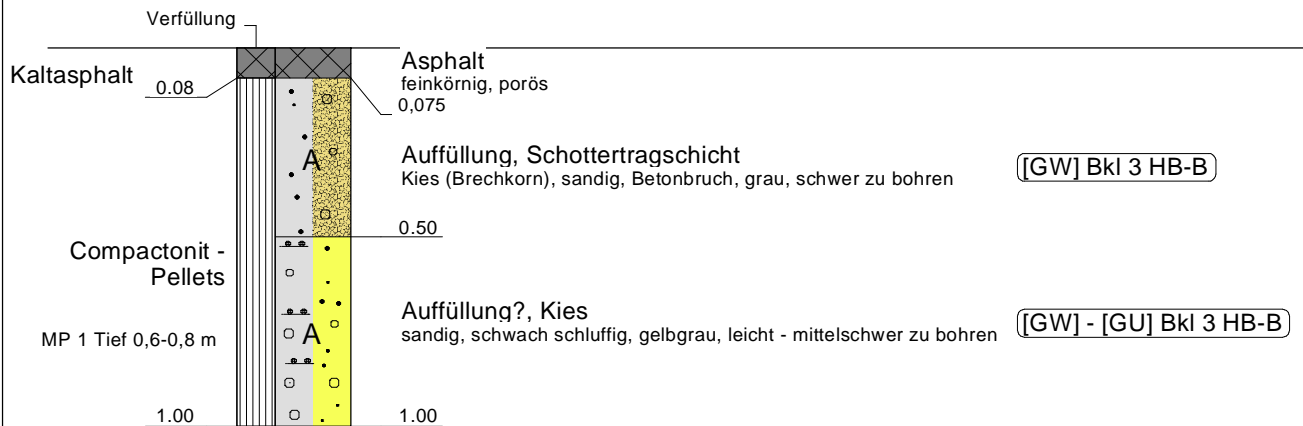 Verfüllung
Kaltasphalt
0.08
Asphalt
feinkörnig, porös
0,075
A
Auffüllung, Schottertragschicht
Kies (Brechkorn), sandig, Betonbruch, grau, schwer zu bohren
[GW] Bkl 3 HB-B
0.50
Compactonit -
Pellets
MP 1 Tief 0,6-0,8 m
A
Auffüllung?, Kies
sandig, schwach schluffig, gelbgrau, leicht - mittelschwer zu bohren
[GW] - [GU] Bkl 3 HB-B
1.00
1.00